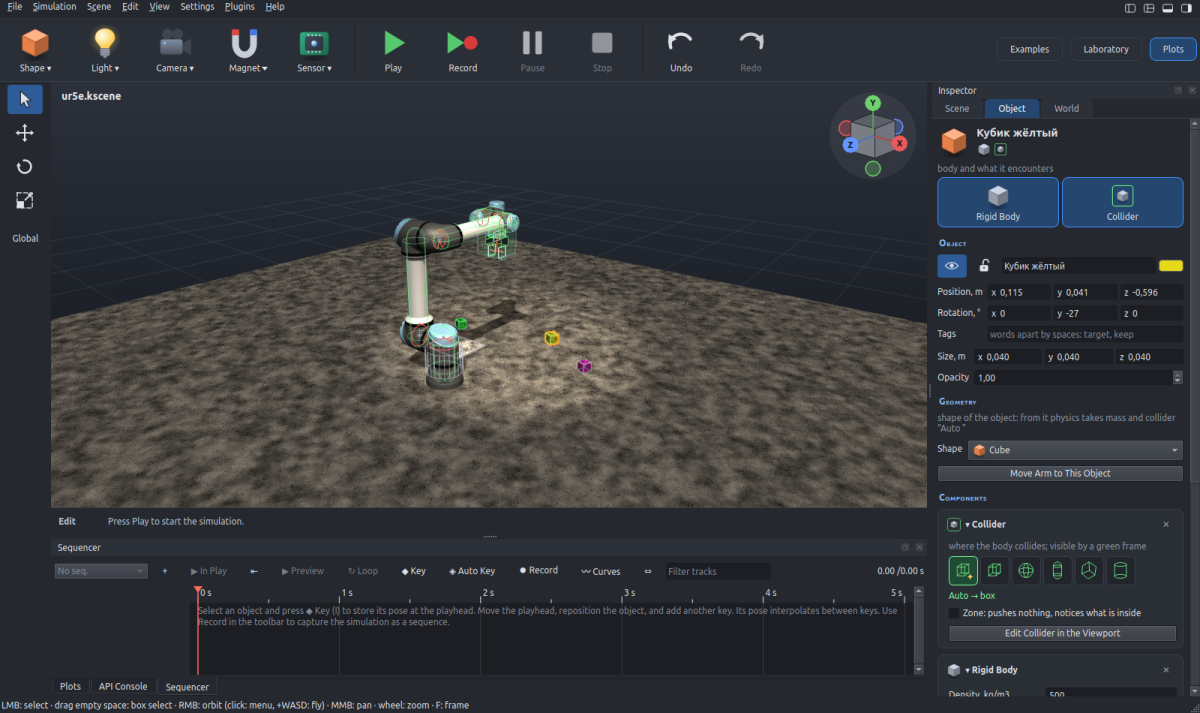 File Simulation Scene Edit View Settings Plugins Help
Shape▾ Light▾ Camera▾ Magnet▾ Sensor▾ Play Record Pause Stop Undo Redo Examples Laboratory Plots
ur5e.kscene
Global
Y
X
Z
Inspector
Scene Object World
Кубик жёлтый
body and what it encounters
Rigid Body Collider
Object
Кубик жёлтый
Position, m x 0,115 y 0,041 z -0,596
Rotation,° x 0 y -27 z 0
Tags words apart by spaces: target, keep
Size, m x 0,040 y 0,040 z 0,040
Opacity 1,00
Geometry
shape of the object: from it physics takes mass and collider
"Auto "
Shape Cube
Move Arm to This Object
Components
▾ Collider ×
where the body collides; visible by a green frame
Auto → box
Zone: pushes nothing, notices what is inside
Edit Collider in the Viewport
▾ Rigid Body ×
Density, kg/m3 500
Edit Press Play to start the simulation.
Sequencer
No seq. + ▶ In Play ⇤ ▶ Preview ↻ Loop ◆ Key ◈ Auto Key ● Record Curves ⇔ Filter tracks 0.00 /0.00 s
0 s 1 s 2 s 3 s 4 s 5 s
Select an object and press ◆ Key (I) to store its pose at the playhead. Move the playhead, reposition the object, and add another key. Its pose interpolates between keys. Use
Record in the toolbar to capture the simulation as a sequence.
Plots API Console Sequencer
LMB: select · drag empty space: box select · RMB: orbit (click: menu, +WASD: fly) · MMB: pan · wheel: zoom · F: frame